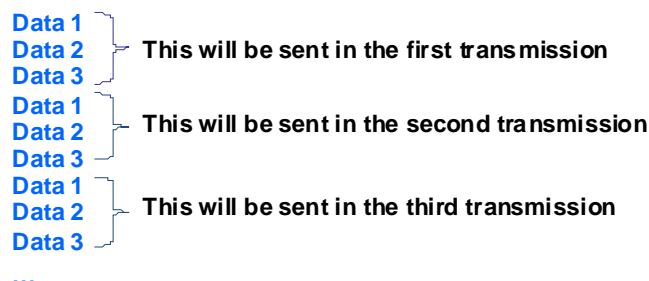 Data 1
Data 2
This will be sent in the first transmission
Data 3
Data 1
This will be sent in the second transmission
Data 2
Data 3
Data 1
Data 2
This will be sent in the third transmission
Data 3
...